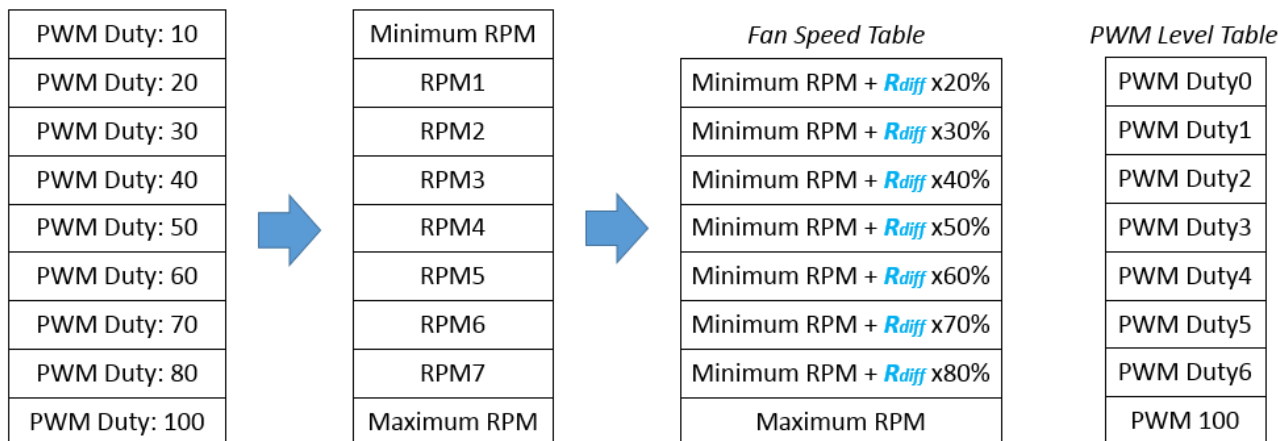 PWM Duty: 10
PWM Duty: 20
PWM Duty: 30
PWM Duty: 40
PWM Duty: 50
PWM Duty: 60
PWM Duty: 70
PWM Duty: 80
PWM Duty: 100
Minimum RPM
RPM1
RPM2
RPM3
RPM4
RPM5
RPM6
RPM7
Maximum RPM
Fan Speed Table
Minimum RPM + Rdiff x20%
Minimum RPM + Rdiff x30%
Minimum RPM + Rdiff x40%
Minimum RPM + Rdiff x50%
Minimum RPM + Rdiff x60%
Minimum RPM + Rdiff x70%
Minimum RPM + Rdiff x80%
Maximum RPM
PWM Level Table
PWM Duty0
PWM Duty1
PWM Duty2
PWM Duty3
PWM Duty4
PWM Duty5
PWM Duty6
PWM 100